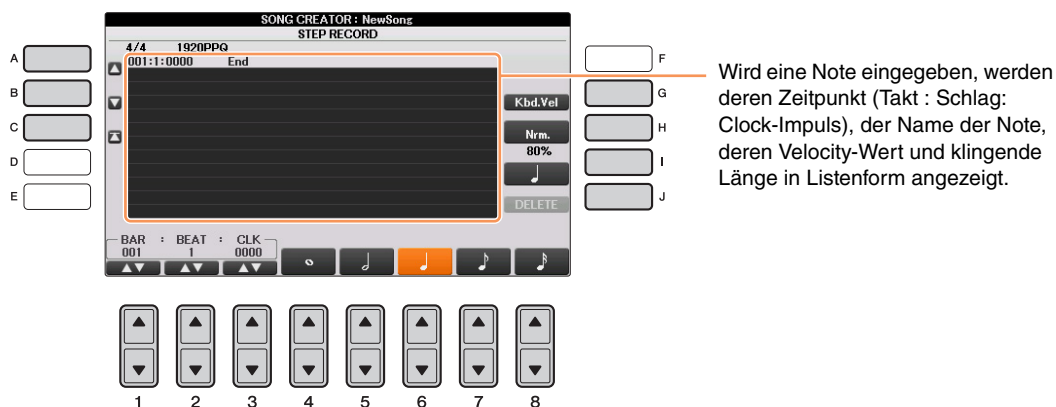 SONG CREATOR : NewSong
STEP RECORD
4/4 1920PPQ
001:1:0000 End
Kbd.Vel
Nrm.
80%
DELETE
BAR : BEAT : CLK
001 1 0000
A
B
C
D
E
F
G
H
I
J
1 2 3 4 5 6 7 8
Wird eine Note eingegeben, werden
deren Zeitpunkt (Takt : Schlag:
Clock-Impuls), der Name der Note,
deren Velocity-Wert und klingende
Länge in Listenform angezeigt.